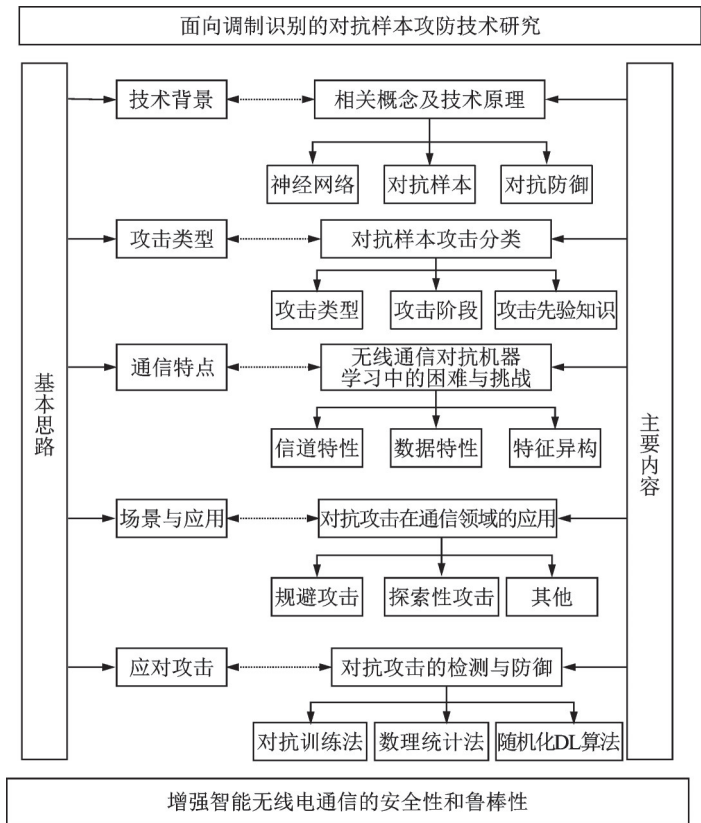 面向调制识别的对抗样本攻防技术研究
基本思路
主要内容
技术背景
相关概念及技术原理
神经网络
对抗样本
对抗防御
攻击类型
对抗样本攻击分类
攻击类型
攻击阶段
攻击先验知识
通信特点
无线通信对抗机器
学习中的困难与挑战
信道特性
数据特性
特征异构
场景与应用
对抗攻击在通信领域的应用
规避攻击
探索性攻击
其他
应对攻击
对抗攻击的检测与防御
对抗训练法
数理统计法
随机化DL算法
增强智能无线电通信的安全性和鲁棒性